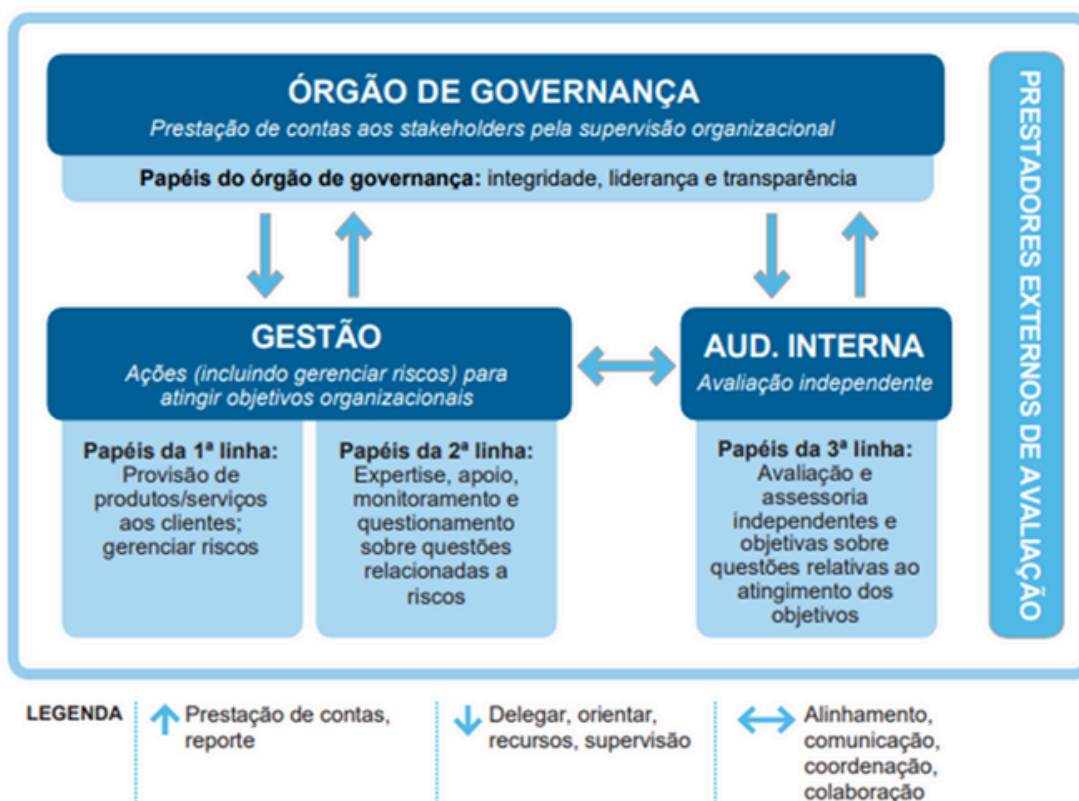 ÓRGÃO DE GOVERNANÇA
Prestação de contas aos stakeholders pela supervisão organizacional
Papéis do órgão de governança: integridade, liderança e transparência
GESTÃO
Ações (incluindo gerenciar riscos) para
atingir objetivos organizacionais
Papéis da 1ª linha:
Provisão de
produtos/serviços
aos clientes;
gerenciar riscos
Papéis da 2ª linha:
Expertise, apoio,
monitoramento e
questionamento
sobre questões
relacionadas a
riscos
AUD. INTERNA
Avaliação independente
Papéis da 3ª linha:
Avaliação e
assessoria
independentes e
objetivas sobre
questões relativas ao
atingimento dos
objetivos
PRESTADORES EXTERNOS DE AVALIAÇÃO
LEGENDA
Prestação de contas,
reporte
Delegar, orientar,
recursos, supervisão
Alinhamento,
comunicação,
coordenação,
colaboração